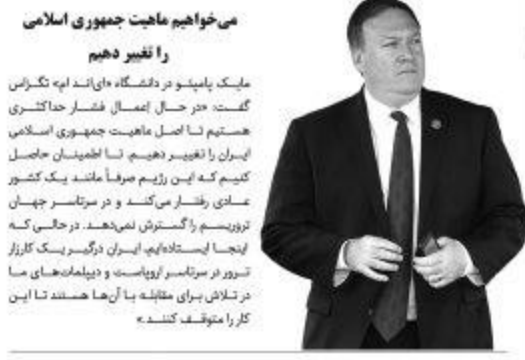 می‌خواهیم ماهیت جمهوری اسلامی
را تغییر دهیم
مایک پامپئو در دانشگاه «ای‌اند ام» تگزاس
گفت: «در حال اعمال فشار حداکثری
هستیم تا اصل ماهیت جمهوری اسلامی
ایران را تغییر دهیم. تا اطمینان حاصل
کنیم که این رژیم صرفاً مانند یک کشور
عادی رفتار می‌کند و در سرتاسر جهان
تروریسم را گسترش نمی‌دهد. در حالی که
اینجا ایستاده‌ایم، ایران درگیر یک کارزار
ترور در سرتاسر اروپاست و دیپلمات‌های ما
در تلاش برای مقابله با آن‌ها هستند تا این
کار را متوقف کنند.»